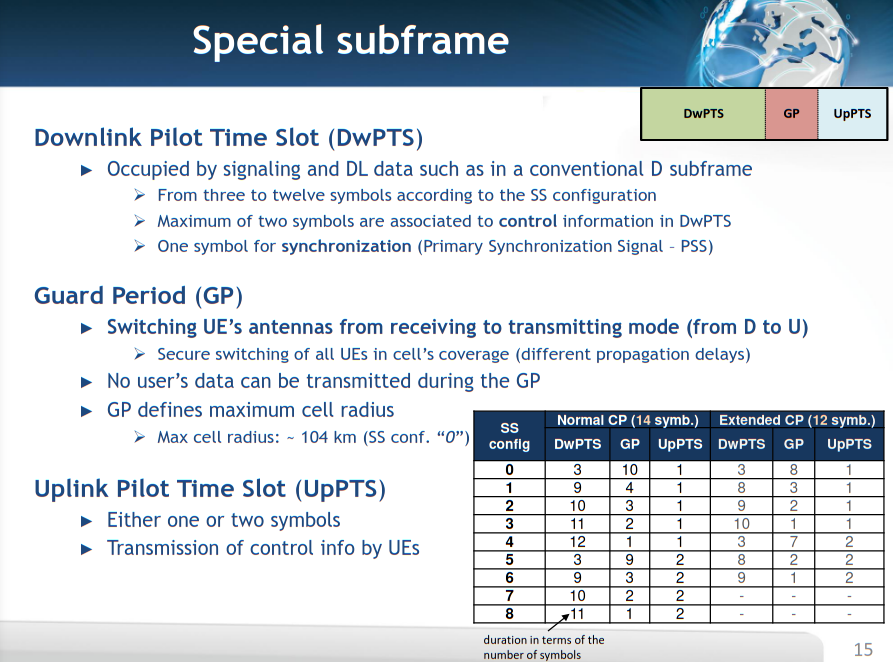 Special subframe
DwPTS GP UpPTS
Downlink Pilot Time Slot (DwPTS)
► Occupied by signaling and DL data such as in a conventional D subframe
➢ From three to twelve symbols according to the SS configuration
➢ Maximum of two symbols are associated to control information in DwPTS
➢ One symbol for synchronization (Primary Synchronization Signal – PSS)
Guard Period (GP)
► Switching UE's antennas from receiving to transmitting mode (from D to U)
➢ Secure switching of all UEs in cell's coverage (different propagation delays)
► No user's data can be transmitted during the GP
► GP defines maximum cell radius
➢ Max cell radius: ~ 104 km (SS conf. “0”)
Uplink Pilot Time Slot (UpPTS)
► Either one or two symbols
► Transmission of control info by UEs
SS config Normal CP (14 symb.) Extended CP (12 symb.)
DwPTS GP UpPTS DwPTS GP UpPTS
0 3 10 1 3 8 1
1 9 4 1 8 3 1
2 10 3 1 9 2 1
3 11 2 1 10 1 1
4 12 1 1 3 7 2
5 3 9 2 8 2 2
6 9 3 2 9 1 2
7 10 2 2 - - -
8 11 1 2 - - -
duration in terms of the
number of symbols
15